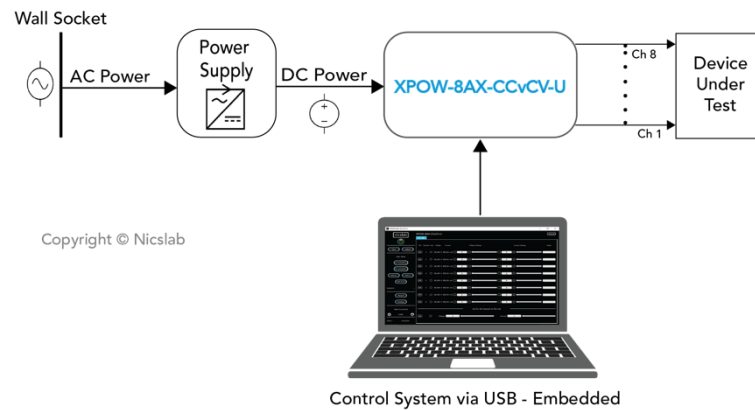 Wall Socket
AC Power
Power
Supply
DC Power
XPOW-8AX-CCvCV-U
Ch 8
Ch 1
Device
Under
Test
Copyright © Nicslab
Control System via USB - Embedded